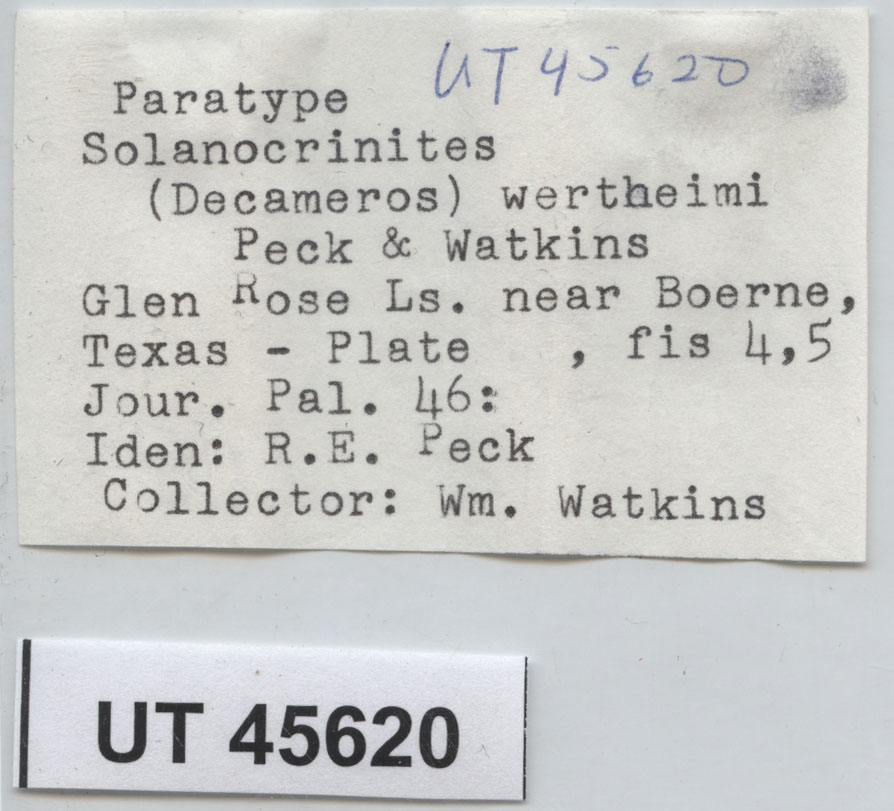 UT 45620
Paratype
Solanocrinites
(Decameros) wertheimi
Peck & Watkins
Glen Rose Ls. near Boerne,
Texas - Plate , fis 4,5
Jour. Pal. 46:
Iden: R.E. Peck
Collector: Wm. Watkins
UT 45620